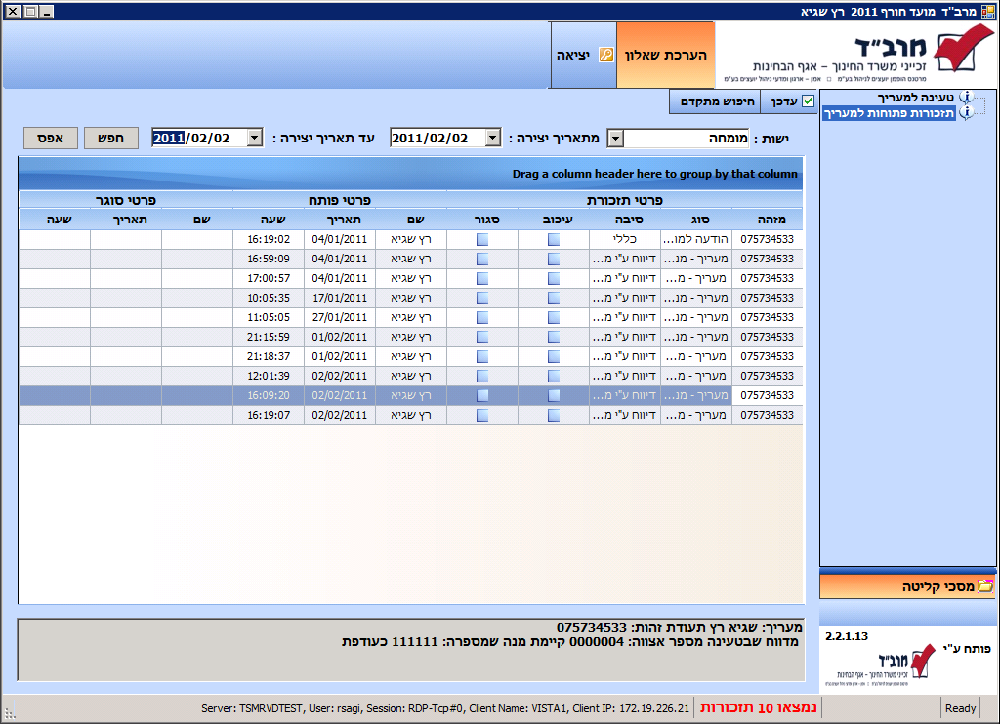 מרב"ד מועד חורף 2011 רץ שגיא
מרב"ד
זכייני משרד החינוך - אגף הבחינות
מרטנס הופמן יועצים לניהול בע"מ □ אמן - ארגון ומדעי ניהול יועצים בע"מ
הערכת שאלון
יציאה
עדכן
חיפוש מתקדם
טעינה למעריך
תזכורות פתוחות למעריך
ישות : מומחה מתאריך יצירה : 02/02/2011 עד תאריך יצירה : 02/02/2011 חפש אפס
Drag a column header here to group by that column
פרטי תזכורת פרטי פותח פרטי סוגר
מזהה סוג סיבה עיכוב סגור שם תאריך שעה שם תאריך שעה
075734533 הודעה למו... כללי רץ שגיא 04/01/2011 16:19:02
075734533 מעריך - מנ... דיווח ע"י מ... רץ שגיא 04/01/2011 16:59:09
075734533 מעריך - מ... דיווח ע"י מ... רץ שגיא 04/01/2011 17:00:57
075734533 מעריך - מנ... דיווח ע"י מ... רץ שגיא 17/01/2011 10:05:35
075734533 מעריך - מ... דיווח ע"י מ... רץ שגיא 27/01/2011 11:05:05
075734533 מעריך - מנ... דיווח ע"י מ... רץ שגיא 01/02/2011 21:15:59
075734533 מעריך - מ... דיווח ע"י מ... רץ שגיא 01/02/2011 21:18:37
075734533 מעריך - מ... דיווח ע"י מ... רץ שגיא 02/02/2011 12:01:39
075734533 מעריך - מנ... דיווח ע"י מ... רץ שגיא 02/02/2011 16:09:20
075734533 מעריך - מ... דיווח ע"י מ... רץ שגיא 02/02/2011 16:19:07
מסכי קליטה
מעריך: שגיא רץ תעודת זהות: 075734533
מדווח שבטעינה מספר אצווה: 0000004 קיימת מנה שמספרה: 111111 כעודפת
2.2.1.13
פותח ע"י
מרב"ד
זכייני משרד החינוך - אגף הבחינות
Ready
נמצאו 10 תזכורות
Server: TSMRVDTEST, User: rsagi, Session: RDP-Tcp#0, Client Name: VISTA1, Client IP: 172.19.226.21